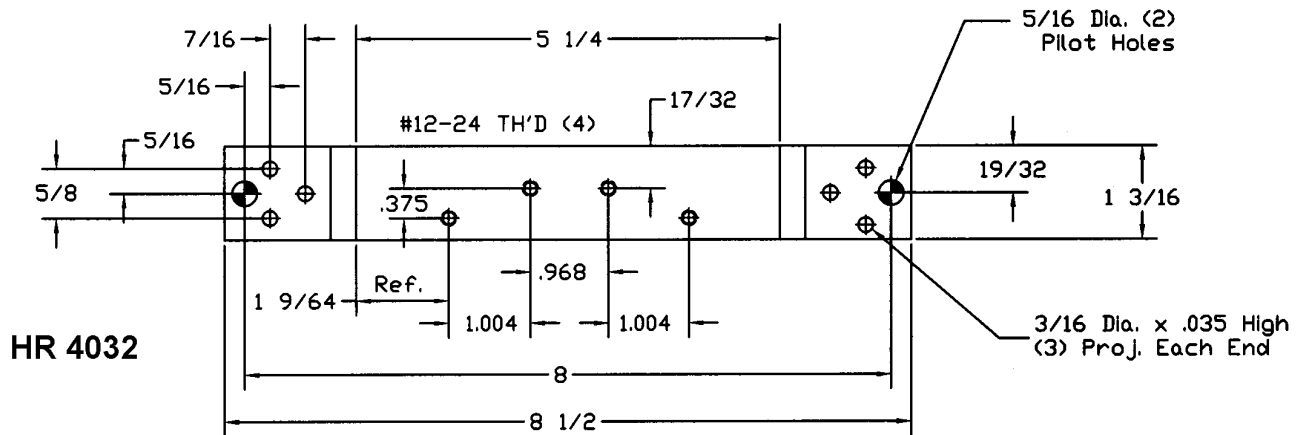 7/16
5 1/4
5/16 Dia. (2)
Pilot Holes
5/16
17/32
#12-24 TH'D (4)
5/16
19/32
5/8
.375
1 3/16
.968
Ref.
1 9/64
1.004
1.004
3/16 Dia. x .035 High
(3) Proj. Each End
HR 4032
8
8 1/2